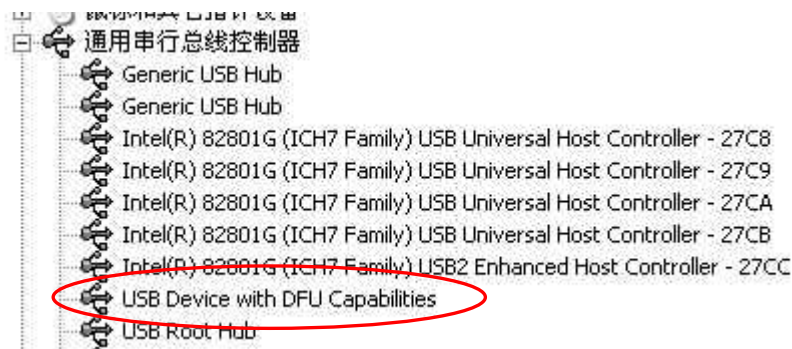 通用串行总线控制器
Generic USB Hub
Generic USB Hub
Intel(R) 82801G (ICH7 Family) USB Universal Host Controller - 27C8
Intel(R) 82801G (ICH7 Family) USB Universal Host Controller - 27C9
Intel(R) 82801G (ICH7 Family) USB Universal Host Controller - 27CA
Intel(R) 82801G (ICH7 Family) USB Universal Host Controller - 27CB
Intel(R) 82801G (ICH7 Family) USB2 Enhanced Host Controller - 27CC
USB Device with DFU Capabilities
USB Root Hub